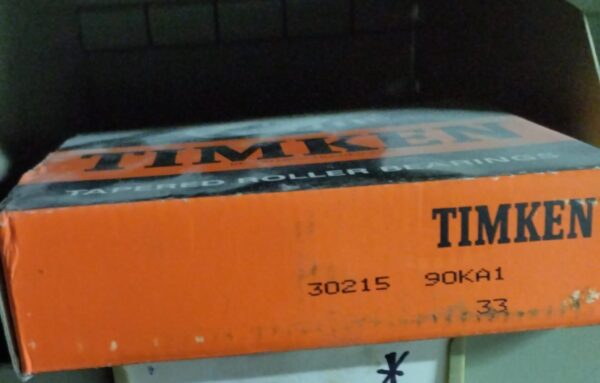 TIMKEN
TAPERED ROLLER BEARINGS
TIMKEN
30215 90KA1
33